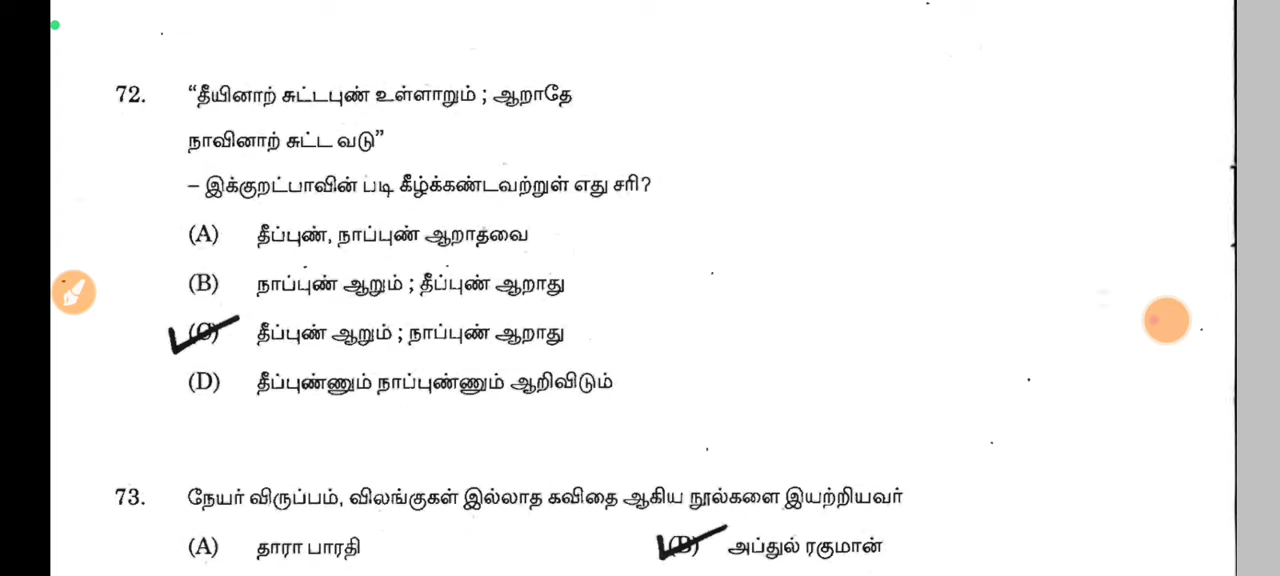 72. “தீயினாற் சுட்டபுண் உள்ளாறும் ; ஆறாதே
நாவினாற் சுட்ட வடு”
– இக்குறட்பாவின் படி கீழ்க்கண்டவற்றுள் எது சரி?
(A) தீப்புண், நாப்புண் ஆறாதவை
(B) நாப்புண் ஆறும் ; தீப்புண் ஆறாது
(C) தீப்புண் ஆறும் ; நாப்புண் ஆறாது
(D) தீப்புண்ணும் நாப்புண்ணும் ஆறிவிடும்
73. நேயர் விருப்பம், விலங்குகள் இல்லாத கவிதை ஆகிய நூல்களை இயற்றியவர்
(A) தாரா பாரதி (B) அப்துல் ரகுமான்